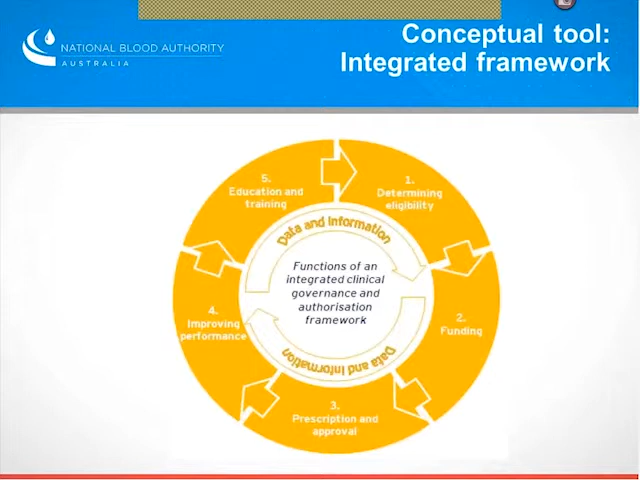 Conceptual tool:
Integrated framework
NATIONAL BLOOD AUTHORITY
AUSTRALIA
1.
Determining
eligibility
2.
Funding
3.
Prescription and
approval
4.
Improving
performance
5.
Education and
training
Data and Information
Functions of an
integrated clinical
governance and
authorisation
framework
Data and Information